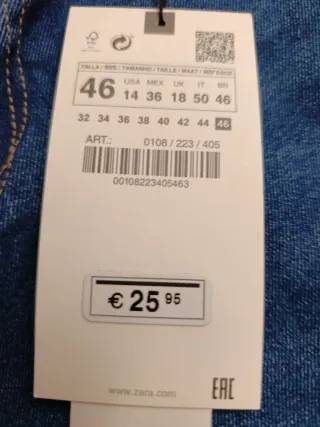 TALLA / SIZE / TAMANHO / TAILLE / MAAT /
46 USA MEX UK IT BR
14 36 18 50 46
32 34 36 38 40 42 44 46
ART.: 0108 / 223 / 405
00108223405463
€ 25 95
www.zara.com
EAC